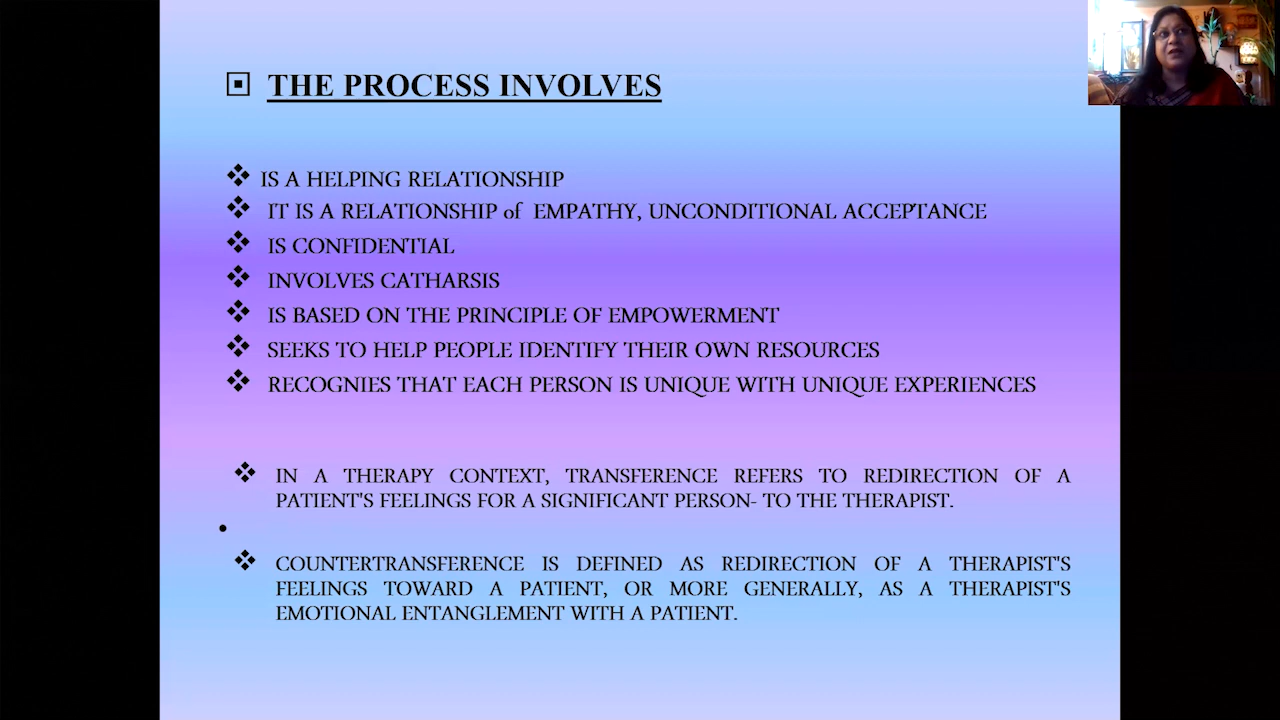 THE PROCESS INVOLVES
IS A HELPING RELATIONSHIP
IT IS A RELATIONSHIP of EMPATHY, UNCONDITIONAL ACCEPTANCE
IS CONFIDENTIAL
INVOLVES CATHARSIS
IS BASED ON THE PRINCIPLE OF EMPOWERMENT
SEEKS TO HELP PEOPLE IDENTIFY THEIR OWN RESOURCES
RECOGNIES THAT EACH PERSON IS UNIQUE WITH UNIQUE EXPERIENCES
IN A THERAPY CONTEXT, TRANSFERENCE REFERS TO REDIRECTION OF A
PATIENT'S FEELINGS FOR A SIGNIFICANT PERSON- TO THE THERAPIST.
COUNTERTRANSFERENCE IS DEFINED AS REDIRECTION OF A THERAPIST'S
FEELINGS TOWARD A PATIENT, OR MORE GENERALLY, AS A THERAPIST'S
EMOTIONAL ENTANGLEMENT WITH A PATIENT.